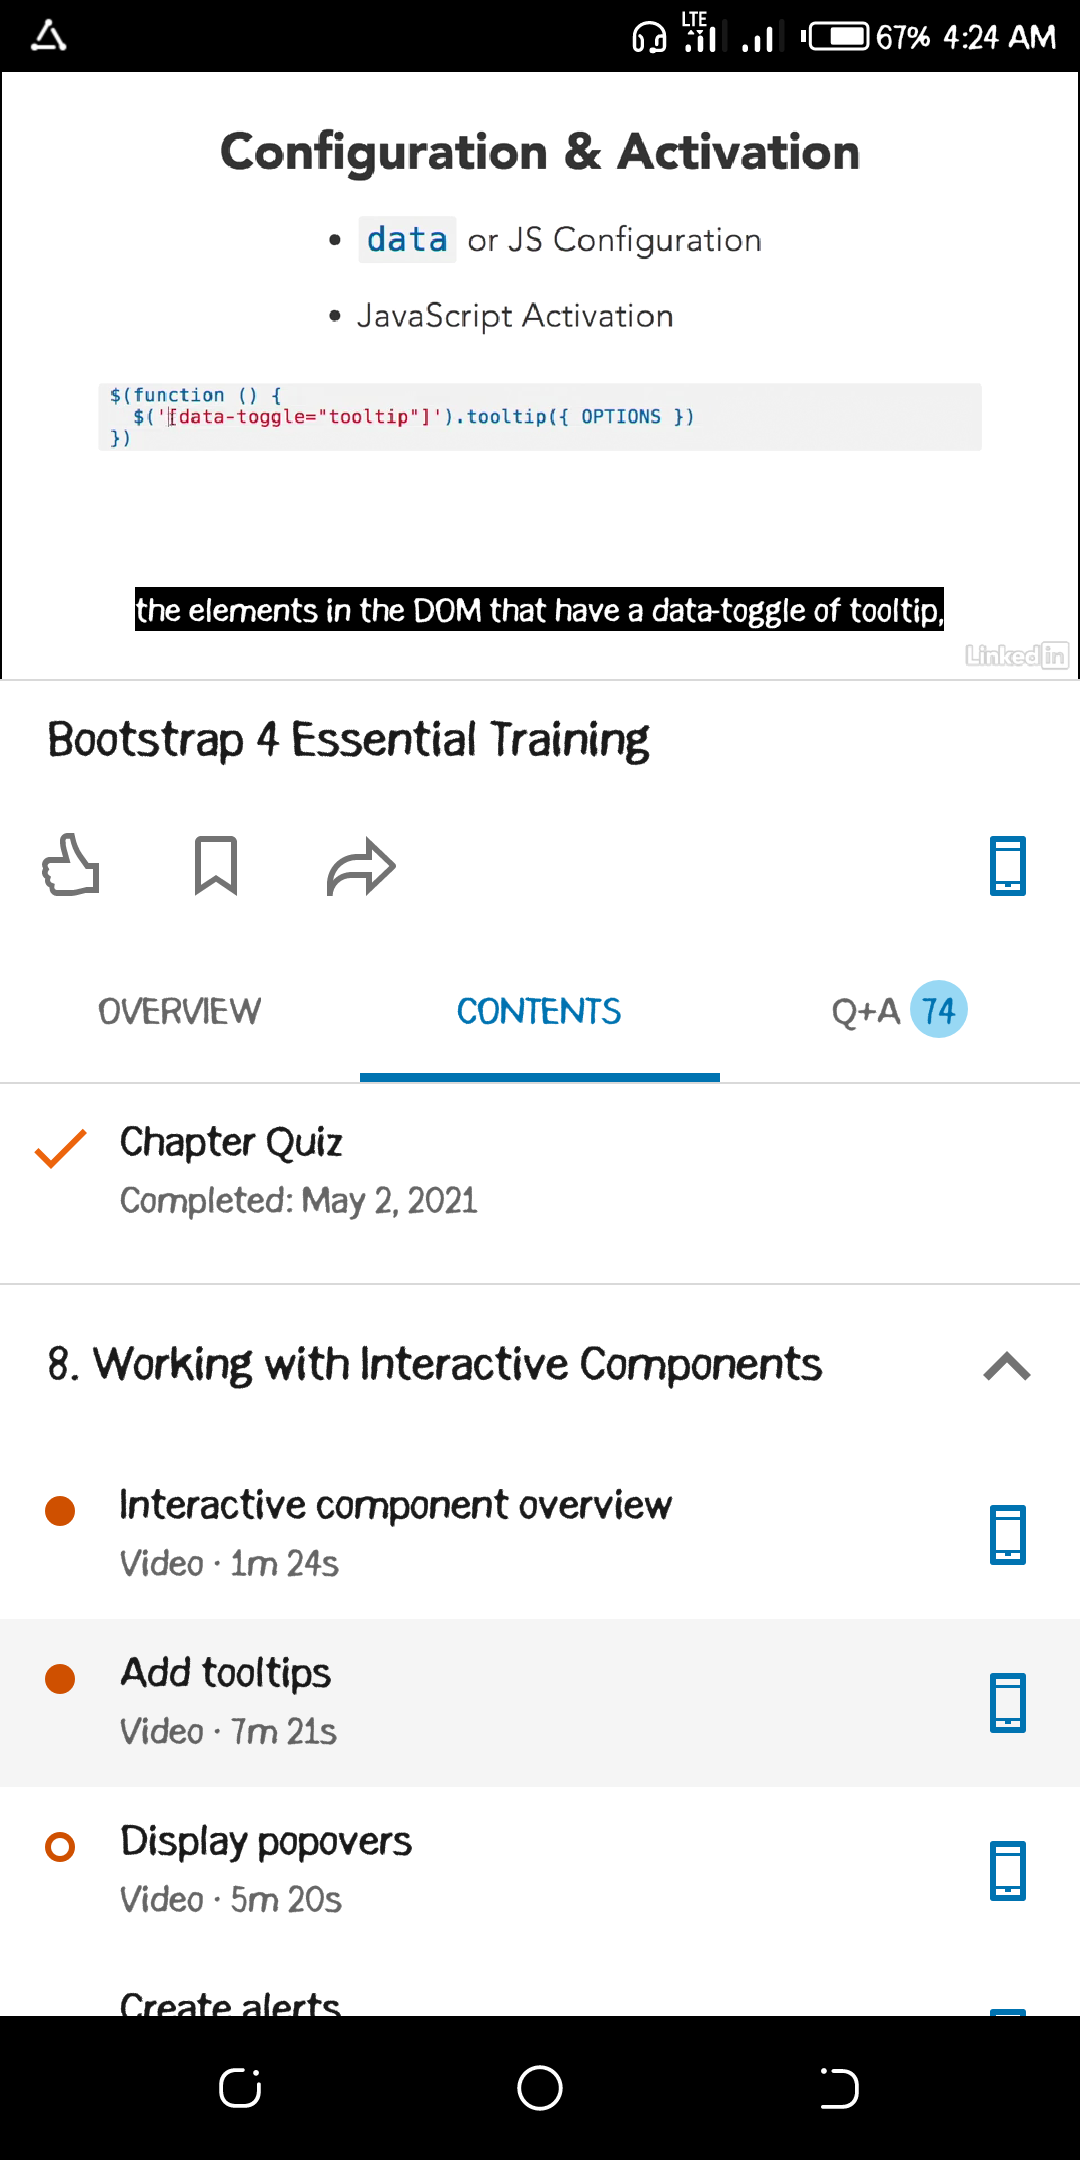 LTE
67% 4:24 AM
Configuration & Activation
• data or JS Configuration
• JavaScript Activation
$(function () {
$('[data-toggle="tooltip"]').tooltip({ OPTIONS })
})
the elements in the DOM that have a data-toggle of tooltip,
Linked in
Bootstrap 4 Essential Training
OVERVIEW CONTENTS Q+A 74
Chapter Quiz
Completed: May 2, 2021
8. Working with Interactive Components
Interactive component overview
Video · 1m 24s
Add tooltips
Video · 7m 21s
Display popovers
Video · 5m 20s
Create alerts